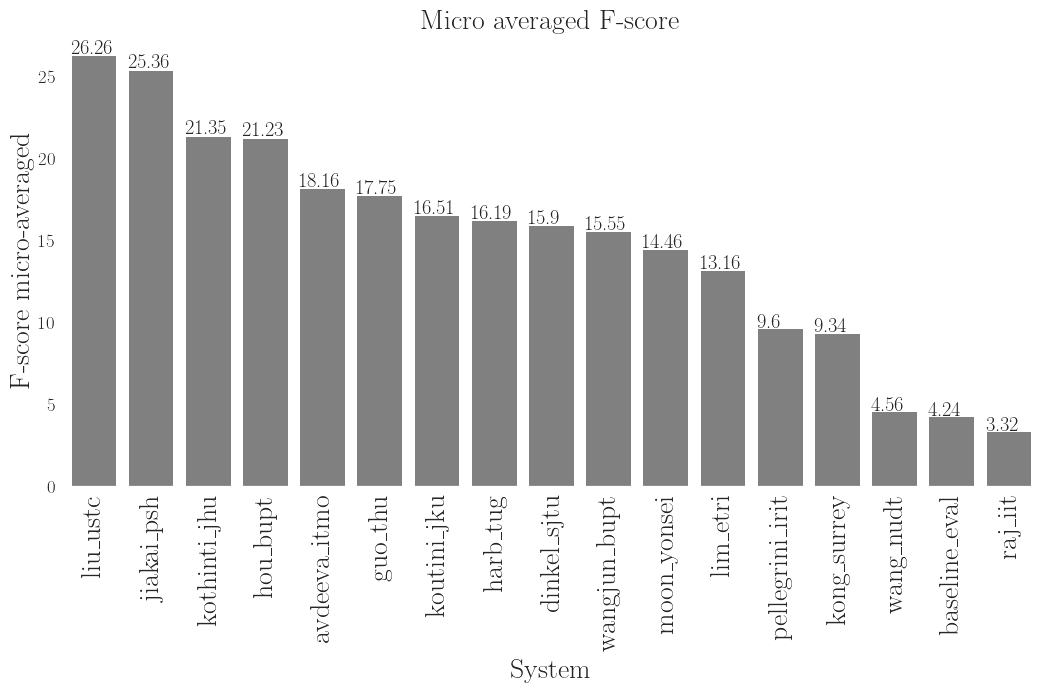 Micro averaged F-score
F-score micro-averaged
25
20
15
10
5
0
26.26
25.36
21.35
21.23
18.16
17.75
16.51
16.19
15.9
15.55
14.46
13.16
9.6
9.34
4.56
4.24
3.32
liu_ustc
jiakai_psh
kothinti_jhu
hou_bupt
avdeeva_itmo
guo_thu
koutini_jku
harb_tug
dinkel_sjtu
wangjun_bupt
moon_yonsei
lim_etri
pellegrini_irit
kong_surrey
wang_nudt
baseline_eval
raj_iit
System